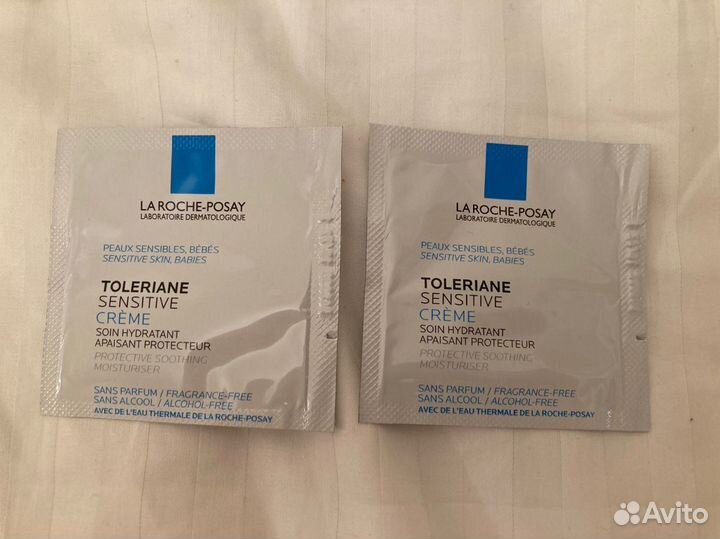 LA ROCHE-POSAY
LABORATOIRE DERMATOLOGIQUE
PEAUX SENSIBLES, BÉBÉS
SENSITIVE SKIN, BABIES
TOLERIANE
SENSITIVE
CRÈME
SOIN HYDRATANT
APAISANT PROTECTEUR
PROTECTIVE SOOTHING
MOISTURISER
SANS PARFUM / FRAGRANCE-FREE
SANS ALCOOL / ALCOHOL-FREE
AVEC DE L'EAU THERMALE DE LA ROCHE-POSAY
LA ROCHE-POSAY
LABORATOIRE DERMATOLOGIQUE
PEAUX SENSIBLES, BÉBÉS
SENSITIVE SKIN, BABIES
TOLERIANE
SENSITIVE
CRÈME
SOIN HYDRATANT
APAISANT PROTECTEUR
PROTECTIVE SOOTHING
MOISTURISER
SANS PARFUM / FRAGRANCE-FREE
SANS ALCOOL / ALCOHOL-FREE
AVEC DE L'EAU THERMALE DE LA ROCHE-POSAY
Avito